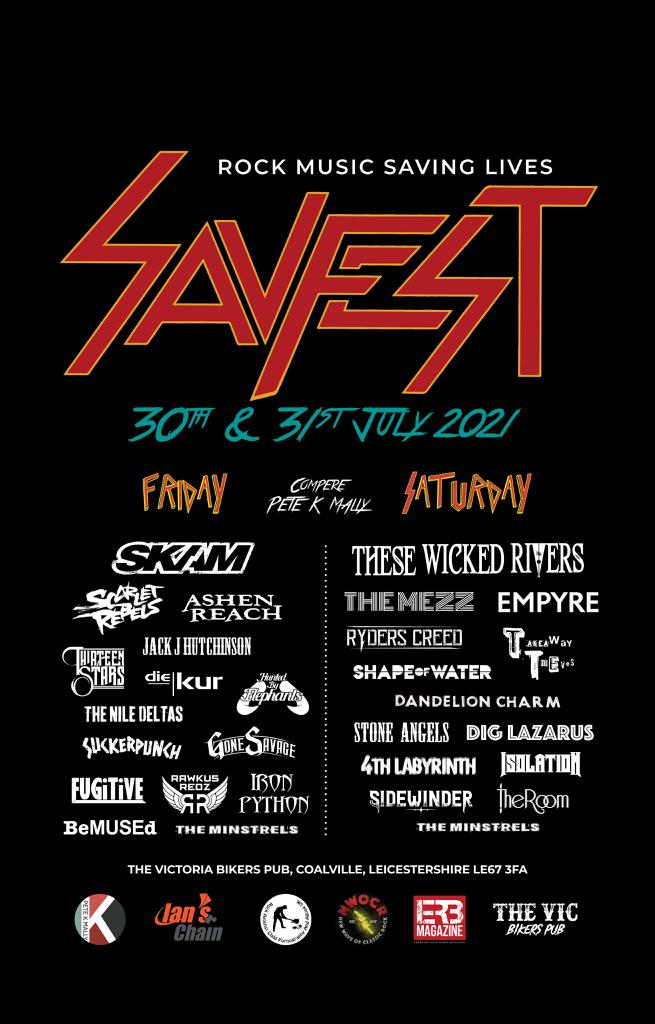 ROCK MUSIC SAVING LIVES
SAVFEST
30TH & 31ST JULY 2021
FRIDAY
COMPERE
PETE K MALLY
SATURDAY
SKAM
SCARLET
REBELS
ASHEN
REACH
JACK J HUTCHINSON
THIRTEEN
STARS
die kur
Hunted
By
Elephants
THE NILE DELTAS
SUCKERPUNCH
GONE SAVAGE
FUGiTiVE
RAWKUS
REDZ
IRON
PYTHON
BeMUSEd
THE MINSTRELS
THESE WICKED RIVERS
THE MEZZ
EMPYRE
RYDERS CREED
TAKEAWAY
THIEVES
SHAPE OF WATER
DANDELION CHARM
STONE ANGELS
DIG LAZARUS
4TH LABYRINTH
ISOLATION
SIDEWINDER
theRoom
THE MINSTRELS
THE VICTORIA BIKERS PUB, COALVILLE, LEICESTERSHIRE LE67 3FA
PETE K MALLY
K
Ian's
Chain
NWOCR
NEW WAVE OF CLASSIC ROCK
ERB
MAGAZINE
THE VIC
BIKERS PUB